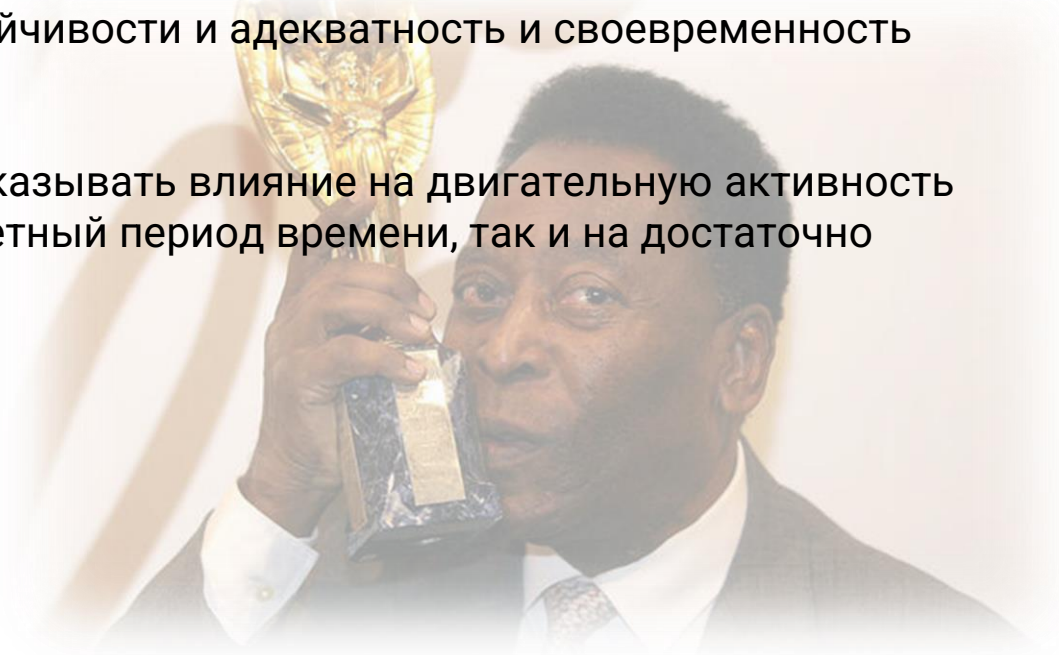 йчивости и адекватность и своевременность
казывать влияние на двигательную активность
етный период времени, так и на достаточно